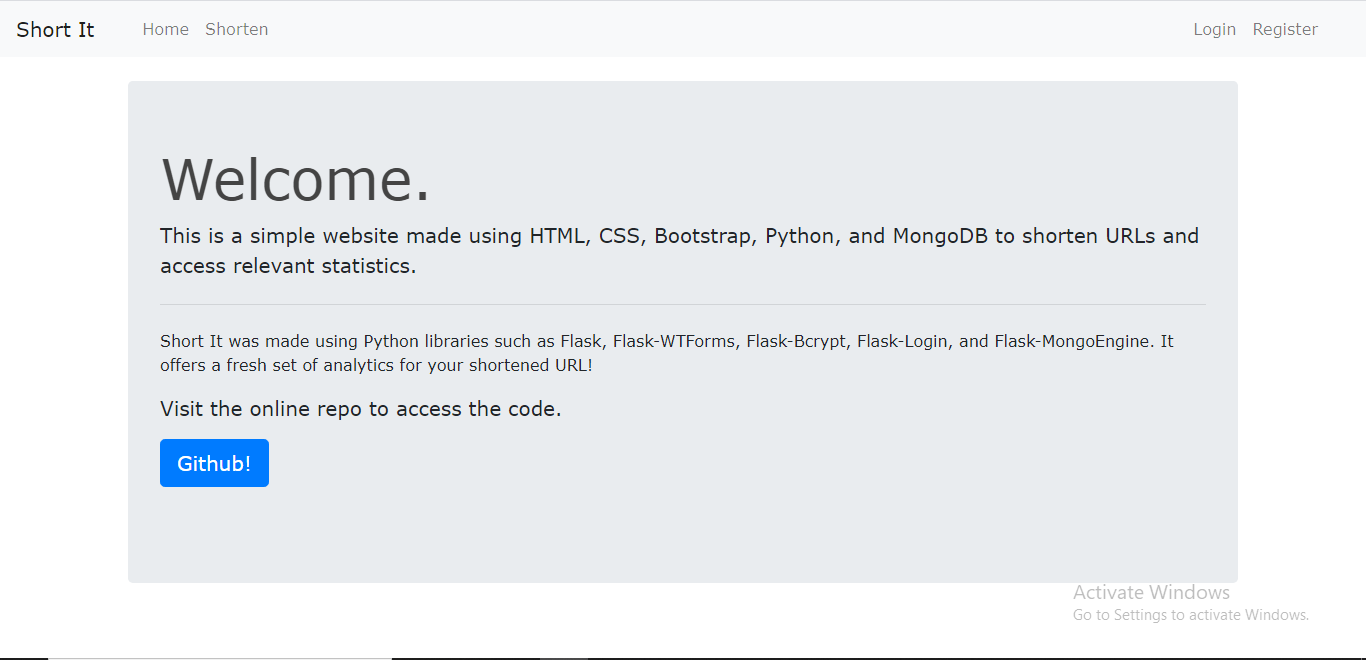 Short It Home Shorten Login Register
Welcome.
This is a simple website made using HTML, CSS, Bootstrap, Python, and MongoDB to shorten URLs and
access relevant statistics.
Short It was made using Python libraries such as Flask, Flask-WTForms, Flask-Bcrypt, Flask-Login, and Flask-MongoEngine. It
offers a fresh set of analytics for your shortened URL!
Visit the online repo to access the code.
Github!
Activate Windows
Go to Settings to activate Windows.